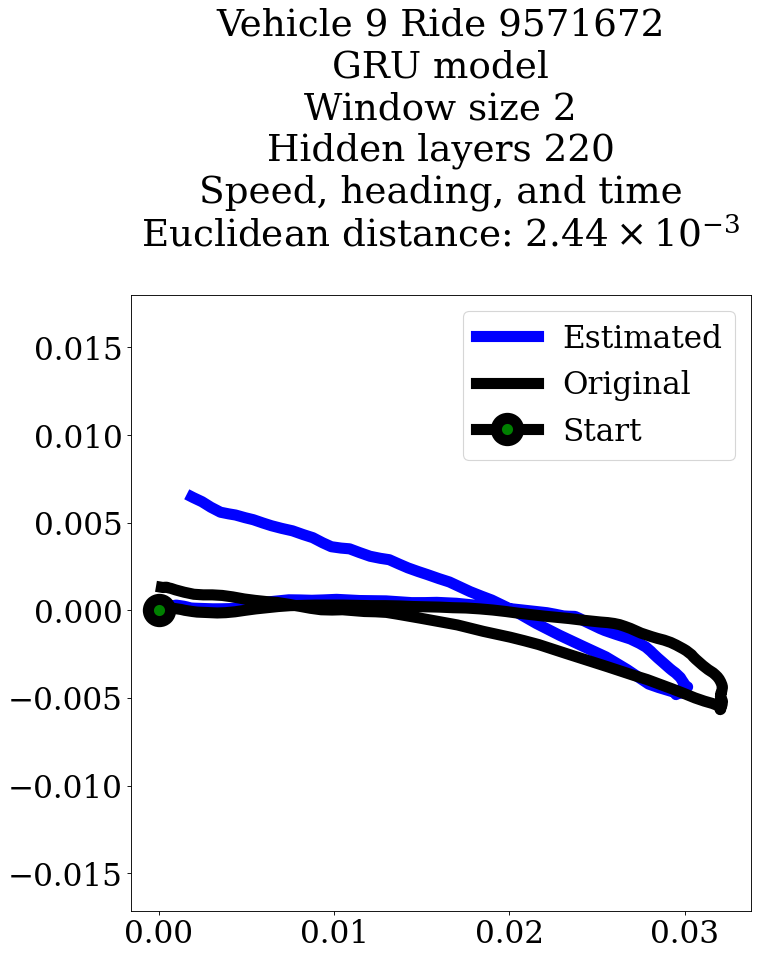 Vehicle 9 Ride 9571672
GRU model
Window size 2
Hidden layers 220
Speed, heading, and time
Euclidean distance: 2.44 × 10⁻³
Estimated
Original
Start
0.015
0.010
0.005
0.000
−0.005
−0.010
−0.015
0.00 0.01 0.02 0.03